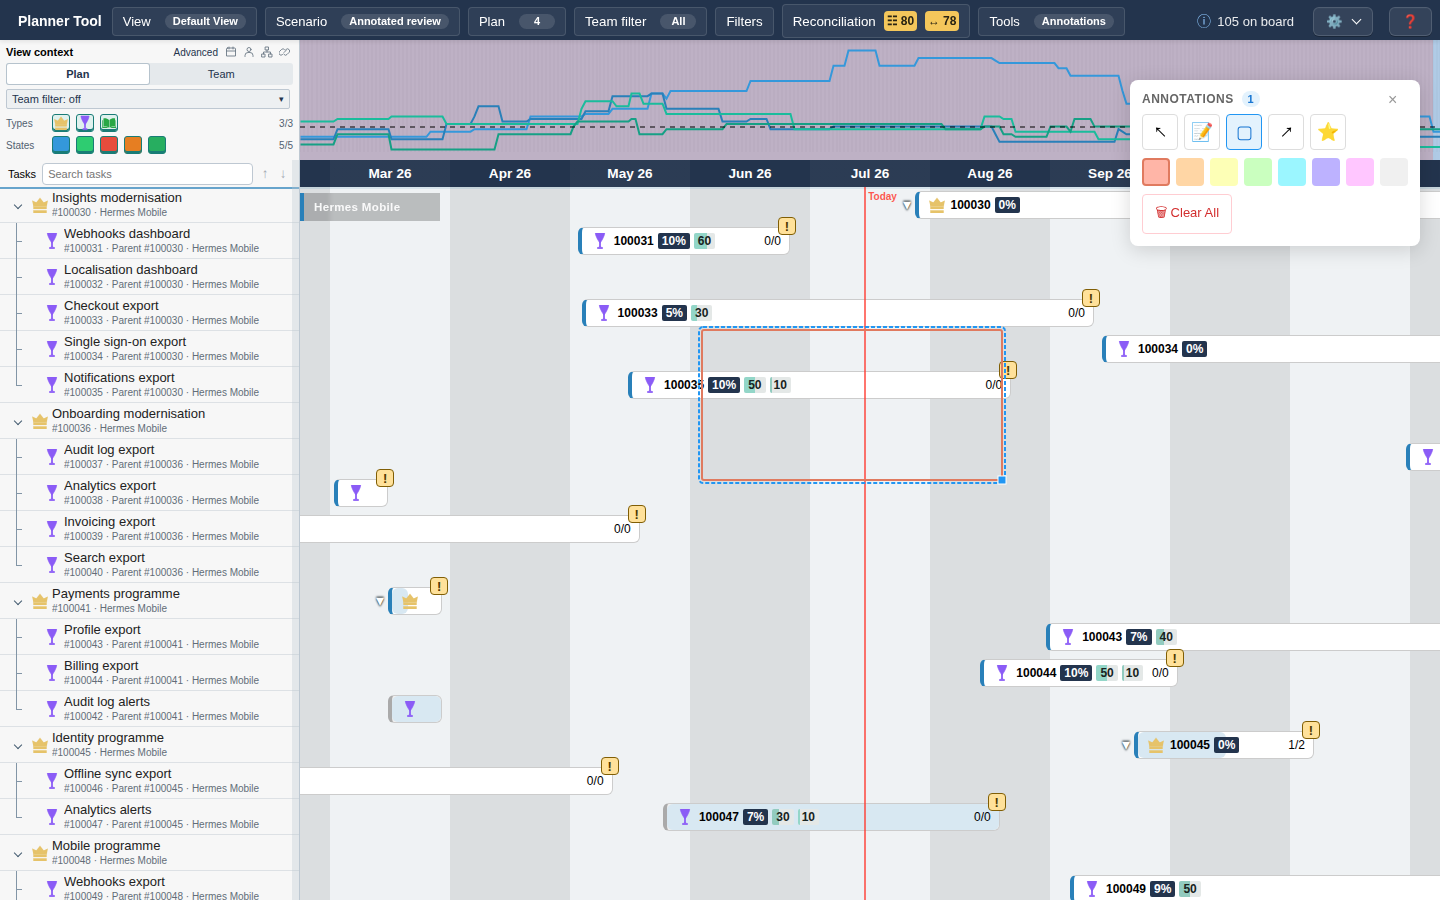 Planner Tool
View Default View
Scenario Annotated review
Plan 4
Team filter All
Filters
Reconciliation 80 78
Tools Annotations
105 on board
View context
Advanced
Plan
Team
Team filter: off
Types
3/3
States
5/5
Tasks
Search tasks
Mar 26
Apr 26
May 26
Jun 26
Jul 26
Aug 26
Sep 26
ANNOTATIONS 1
Clear All
Today
Hermes Mobile
Insights modernisation
#100030 · Hermes Mobile
100030 0%
Webhooks dashboard
#100031 · Parent #100030 · Hermes Mobile
100031 10% 60 0/0
Localisation dashboard
#100032 · Parent #100030 · Hermes Mobile
Checkout export
#100033 · Parent #100030 · Hermes Mobile
100033 5% 30 0/0
Single sign-on export
#100034 · Parent #100030 · Hermes Mobile
100034 0%
Notifications export
#100035 · Parent #100030 · Hermes Mobile
100035 10% 50 10 0/0
Onboarding modernisation
#100036 · Hermes Mobile
Audit log export
#100037 · Parent #100036 · Hermes Mobile
Analytics export
#100038 · Parent #100036 · Hermes Mobile
Invoicing export
#100039 · Parent #100036 · Hermes Mobile
0/0
Search export
#100040 · Parent #100036 · Hermes Mobile
Payments programme
#100041 · Hermes Mobile
Profile export
#100043 · Parent #100041 · Hermes Mobile
100043 7% 40
Billing export
#100044 · Parent #100041 · Hermes Mobile
100044 10% 50 10 0/0
Audit log alerts
#100042 · Parent #100041 · Hermes Mobile
Identity programme
#100045 · Hermes Mobile
100045 0% 1/2
Offline sync export
#100046 · Parent #100045 · Hermes Mobile
0/0
Analytics alerts
#100047 · Parent #100045 · Hermes Mobile
100047 7% 30 10 0/0
Mobile programme
#100048 · Hermes Mobile
Webhooks export
#100049 · Parent #100048 · Hermes Mobile
100049 9% 50